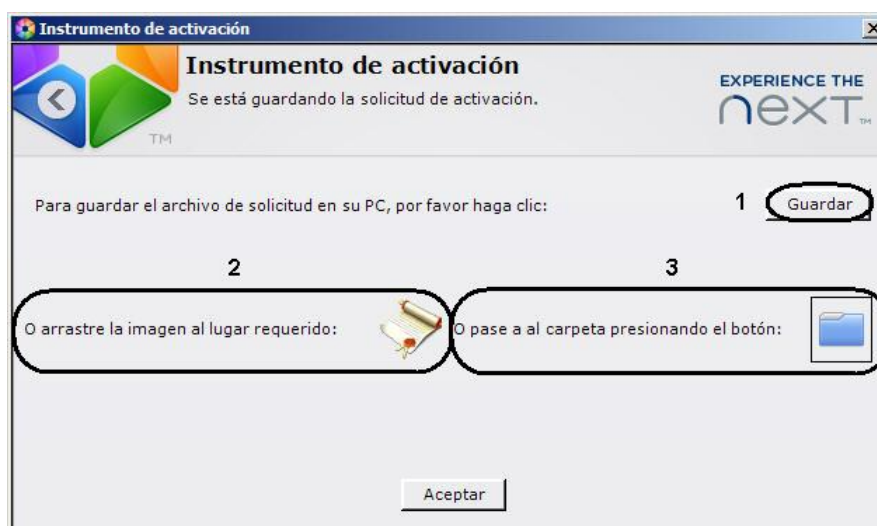 Instrumento de activación
Instrumento de activación
Se está guardando la solicitud de activación.
EXPERIENCE THE
next™
TM
Para guardar el archivo de solicitud en su PC, por favor haga clic:
1
Guardar
2
3
O arrastre la imagen al lugar requerido:
O pase a al carpeta presionando el botón:
Aceptar